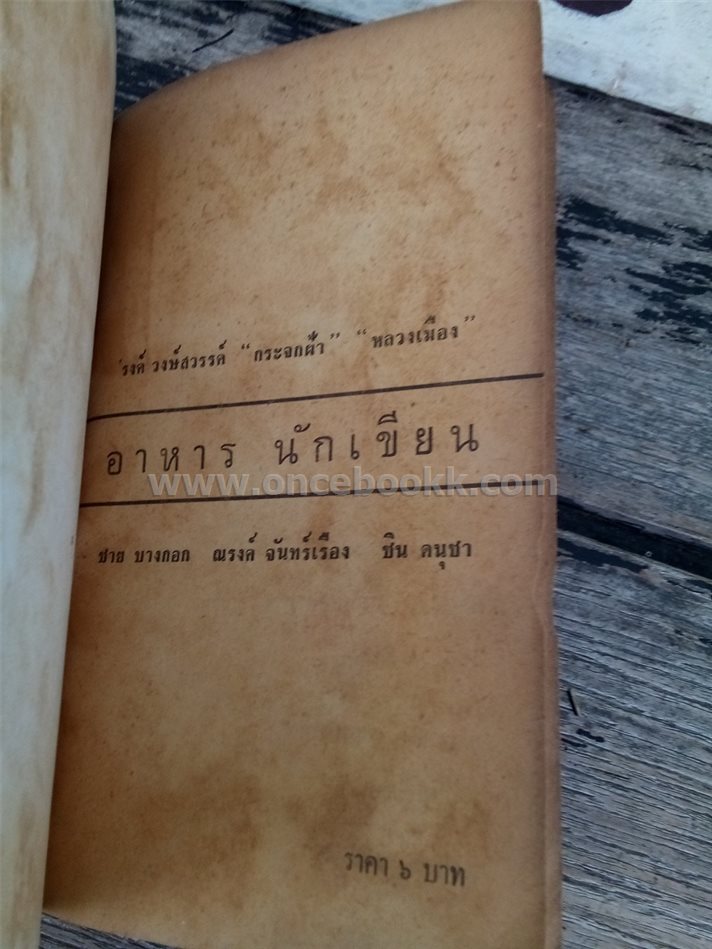 'รงค์ วงษ์สวรรค์ "กระจกฝ้า" "หลวงเมือง"
อาหาร นักเขียน
www.oncebookk.com
ชาย บางกอก ณรงค์ จันทร์เรือง ชิน ดนุชา
ราคา ๖ บาท